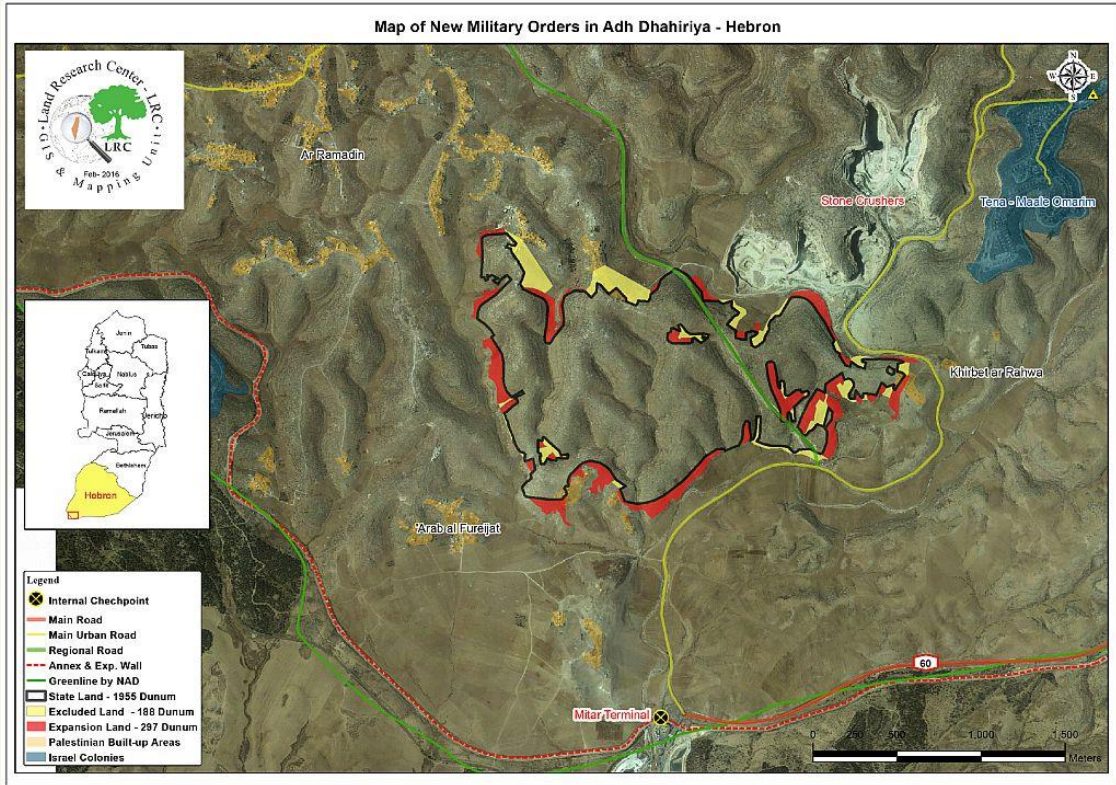 Map of New Military Orders in Adh Dhahiriya - Hebron
GIS & Mapping Unit
Land Research Center - LRC
LRC
Feb- 2016
N
W
E
S
Ar Ramadin
Stone Crushers
Tena - Maale Omarim
Khirbet ar Rahwa
'Arab al Fureijat
Mitar Terminal
60
Jenin
Tubas
Tulkarm
Nablus
Salfit
Ramallah
Jericho
Jerusalem
Bethlehem
Hebron
Legend
Internal Chechpoint
Main Road
Main Urban Road
Regional Road
Annex & Exp. Wall
Greenline by NAD
State Land - 1955 Dunum
Excluded Land - 188 Dunum
Expansion Land - 297 Dunum
Palestinian Built-up Areas
Israel Colonies
0 250 500 1,000 1,500
Meters